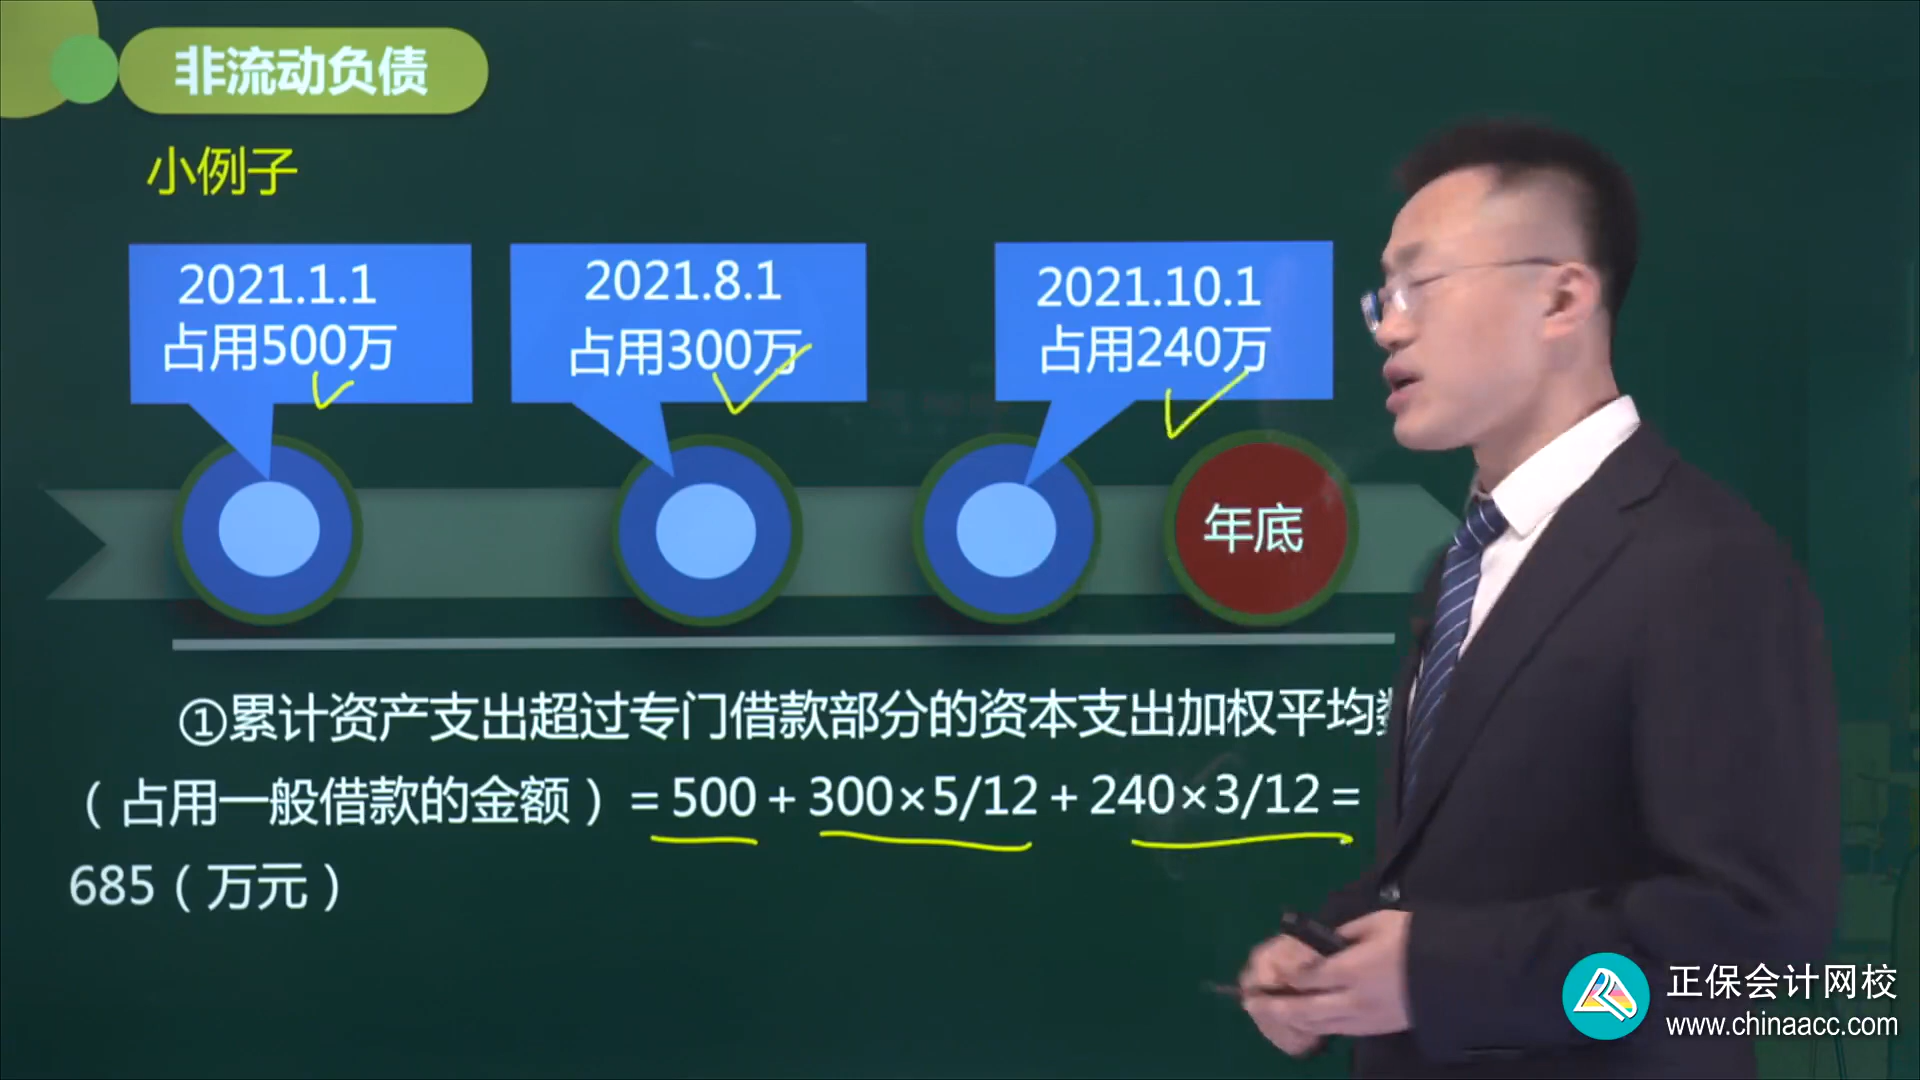 非流动负债
小例子
2021.1.1
占用500万
2021.8.1
占用300万
2021.10.1
占用240万
年底
①累计资产支出超过专门借款部分的资本支出加权平均
（占用一般借款的金额）＝500＋300×5/12＋240×3/12＝
685（万元）
正保会计网校
www.chinaacc.com